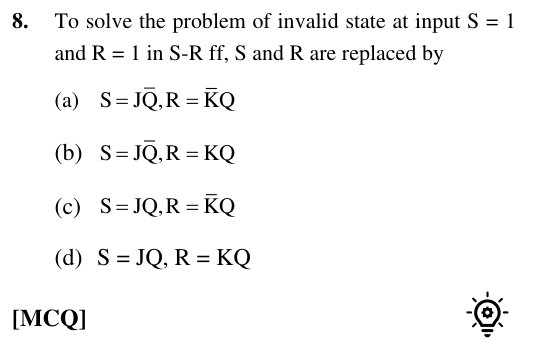 8. To solve the problem of invalid state at input S = 1
and R = 1 in S-R ff, S and R are replaced by
(a) S = JQ̅, R = K̅Q
(b) S = JQ̅, R = KQ
(c) S = JQ, R = K̅Q
(d) S = JQ, R = KQ
[MCQ]